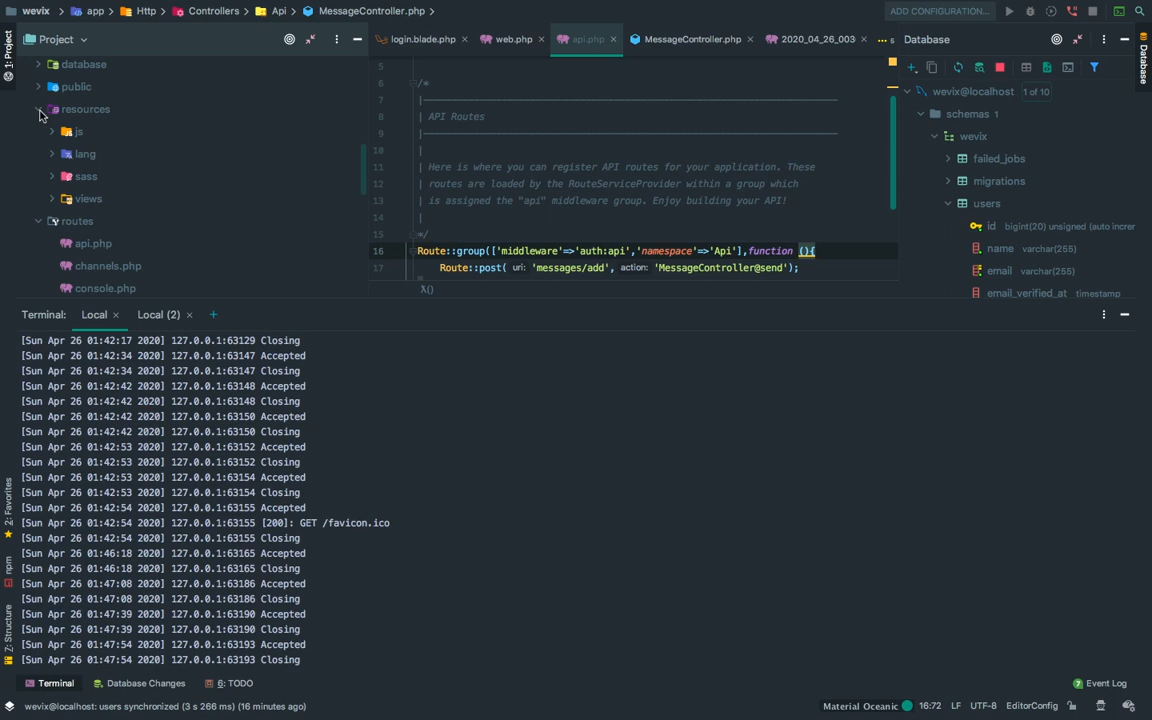 wevix app Http Controllers Api MessageController.php
ADD CONFIGURATION...
1: Project
Project
database
public
resources
js
lang
sass
views
routes
api.php
channels.php
console.php
login.blade.php web.php api.php MessageController.php 2020_04_26_003 5
5
6 /*
7 |
8 | API Routes
9 |
10 |
11 | Here is where you can register API routes for your application. These
12 | routes are loaded by the RouteServiceProvider within a group which
13 | is assigned the "api" middleware group. Enjoy building your API!
14 |
15 */
16 Route::group(['middleware'=>'auth:api','namespace'=>'Api'],function (){
17 Route::post( uri: 'messages/add', action: 'MessageController@send');
λ()
Database
Database
wevix@localhost 1 of 10
schemas 1
wevix
failed_jobs
migrations
users
id bigint(20) unsigned (auto incre
name varchar(255)
email varchar(255)
email_verified_at timestamp
Terminal: Local Local (2) +
[Sun Apr 26 01:42:17 2020] 127.0.0.1:63129 Closing
[Sun Apr 26 01:42:34 2020] 127.0.0.1:63147 Accepted
[Sun Apr 26 01:42:34 2020] 127.0.0.1:63147 Closing
[Sun Apr 26 01:42:42 2020] 127.0.0.1:63148 Accepted
[Sun Apr 26 01:42:42 2020] 127.0.0.1:63148 Closing
[Sun Apr 26 01:42:42 2020] 127.0.0.1:63150 Accepted
[Sun Apr 26 01:42:42 2020] 127.0.0.1:63150 Closing
[Sun Apr 26 01:42:53 2020] 127.0.0.1:63152 Accepted
[Sun Apr 26 01:42:53 2020] 127.0.0.1:63152 Closing
[Sun Apr 26 01:42:53 2020] 127.0.0.1:63154 Accepted
[Sun Apr 26 01:42:53 2020] 127.0.0.1:63154 Closing
[Sun Apr 26 01:42:54 2020] 127.0.0.1:63155 Accepted
[Sun Apr 26 01:42:54 2020] 127.0.0.1:63155 [200]: GET /favicon.ico
[Sun Apr 26 01:42:54 2020] 127.0.0.1:63155 Closing
[Sun Apr 26 01:46:18 2020] 127.0.0.1:63165 Accepted
[Sun Apr 26 01:46:18 2020] 127.0.0.1:63165 Closing
[Sun Apr 26 01:47:08 2020] 127.0.0.1:63186 Accepted
[Sun Apr 26 01:47:08 2020] 127.0.0.1:63186 Closing
[Sun Apr 26 01:47:39 2020] 127.0.0.1:63190 Accepted
[Sun Apr 26 01:47:39 2020] 127.0.0.1:63190 Closing
[Sun Apr 26 01:47:54 2020] 127.0.0.1:63193 Accepted
[Sun Apr 26 01:47:54 2020] 127.0.0.1:63193 Closing
2: Favorites
npm
Z: Structure
Terminal Database Changes 6: TODO 7 Event Log
wevix@localhost: users synchronized (3 s 266 ms) (16 minutes ago) Material Oceanic 16:72 LF UTF-8 EditorConfig